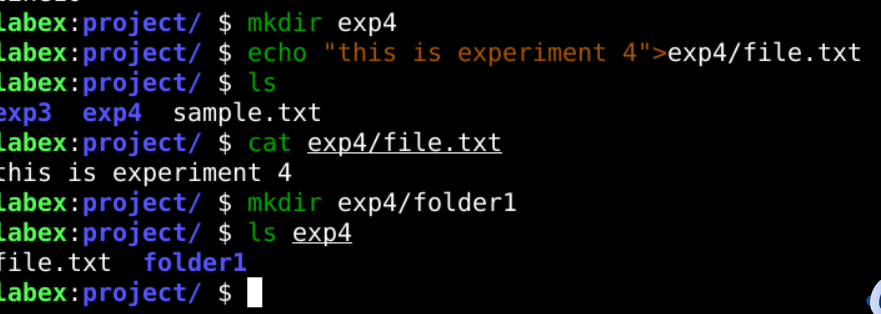 labex:project/ $ mkdir exp4
labex:project/ $ echo "this is experiment 4">exp4/file.txt
labex:project/ $ ls
exp3  exp4  sample.txt
labex:project/ $ cat exp4/file.txt
this is experiment 4
labex:project/ $ mkdir exp4/folder1
labex:project/ $ ls exp4
file.txt  folder1
labex:project/ $